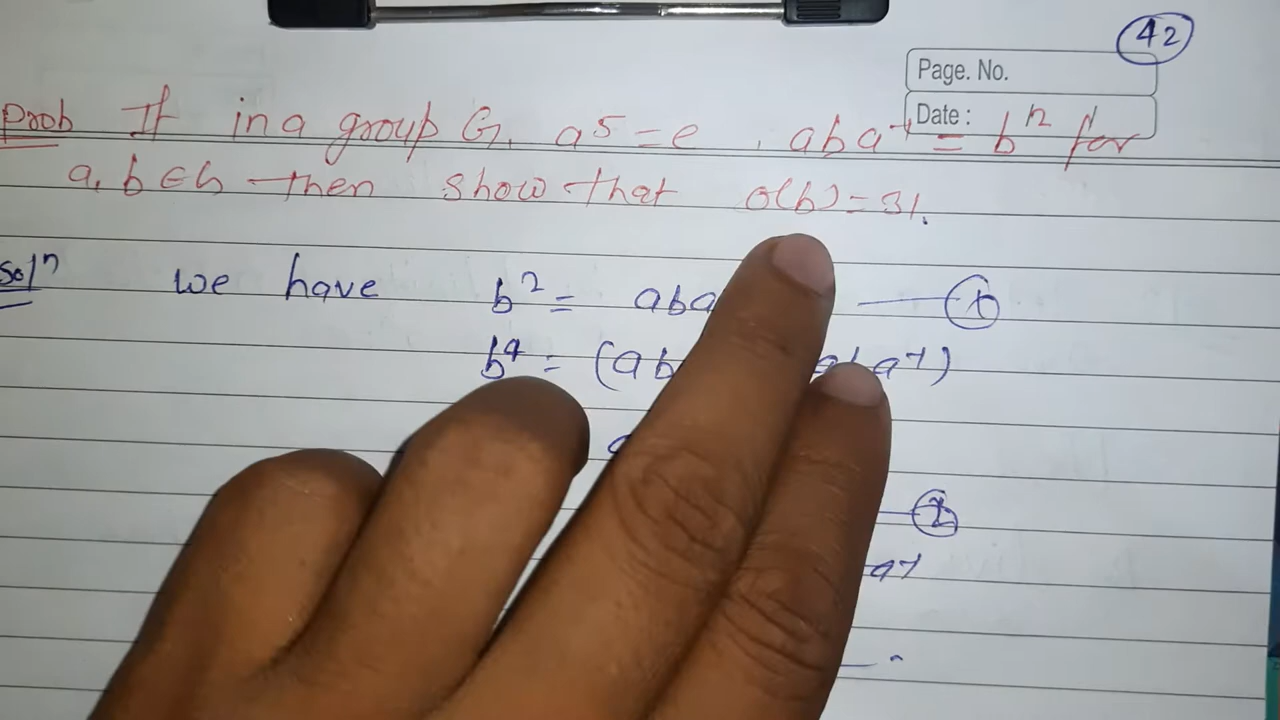 42
Page. No.
Date :
Prob If in a group G, a⁵ = e, aba⁻¹ = b² for
a, b ∈ G then show that o(b) = 31.
Solⁿ We have b² = aba — ①
b⁴ = (ab a⁻¹)
②
a⁻¹